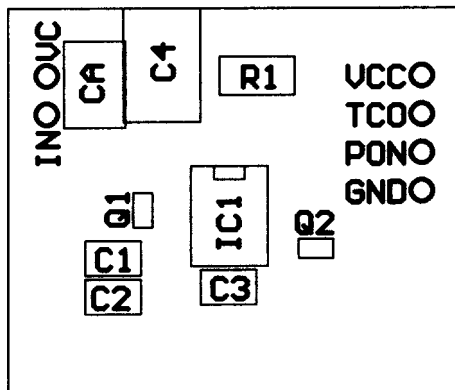 INO OVC
CA
C4
R1
VCCO
TCOO
PONO
GNDO
Q1
IC1
Q2
C1
C2
C3